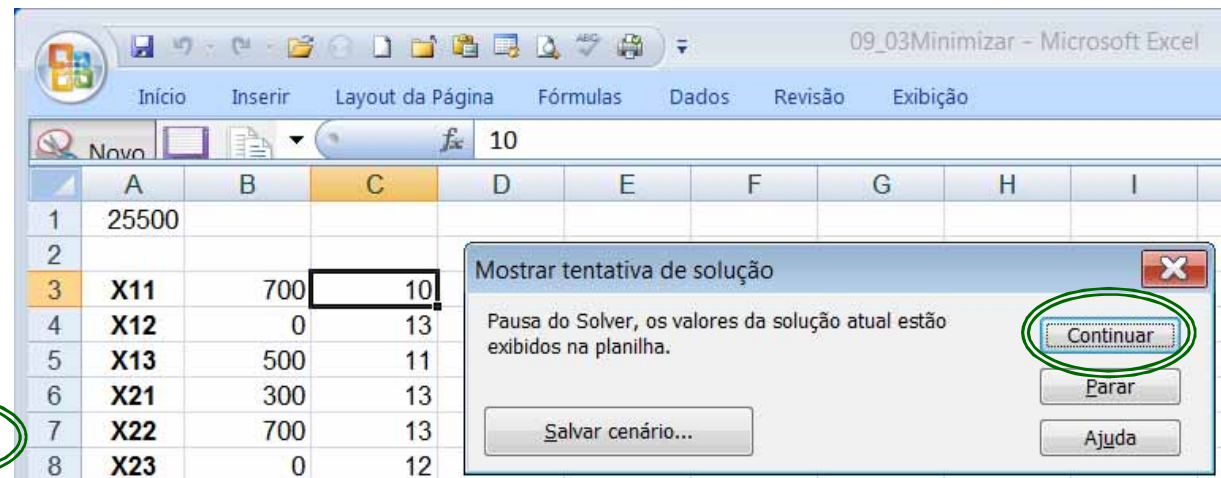 09_03Minimizar - Microsoft Excel
Início Inserir Layout da Página Fórmulas Dados Revisão Exibição
Novo fx 10
A B C D E F G H I
1 25500
2
3 X11 700 10
4 X12 0 13
5 X13 500 11
6 X21 300 13
7 X22 700 13
8 X23 0 12
Mostrar tentativa de solução
Pausa do Solver, os valores da solução atual estão
exibidos na planilha.
Continuar
Parar
Salvar cenário...
Ajuda